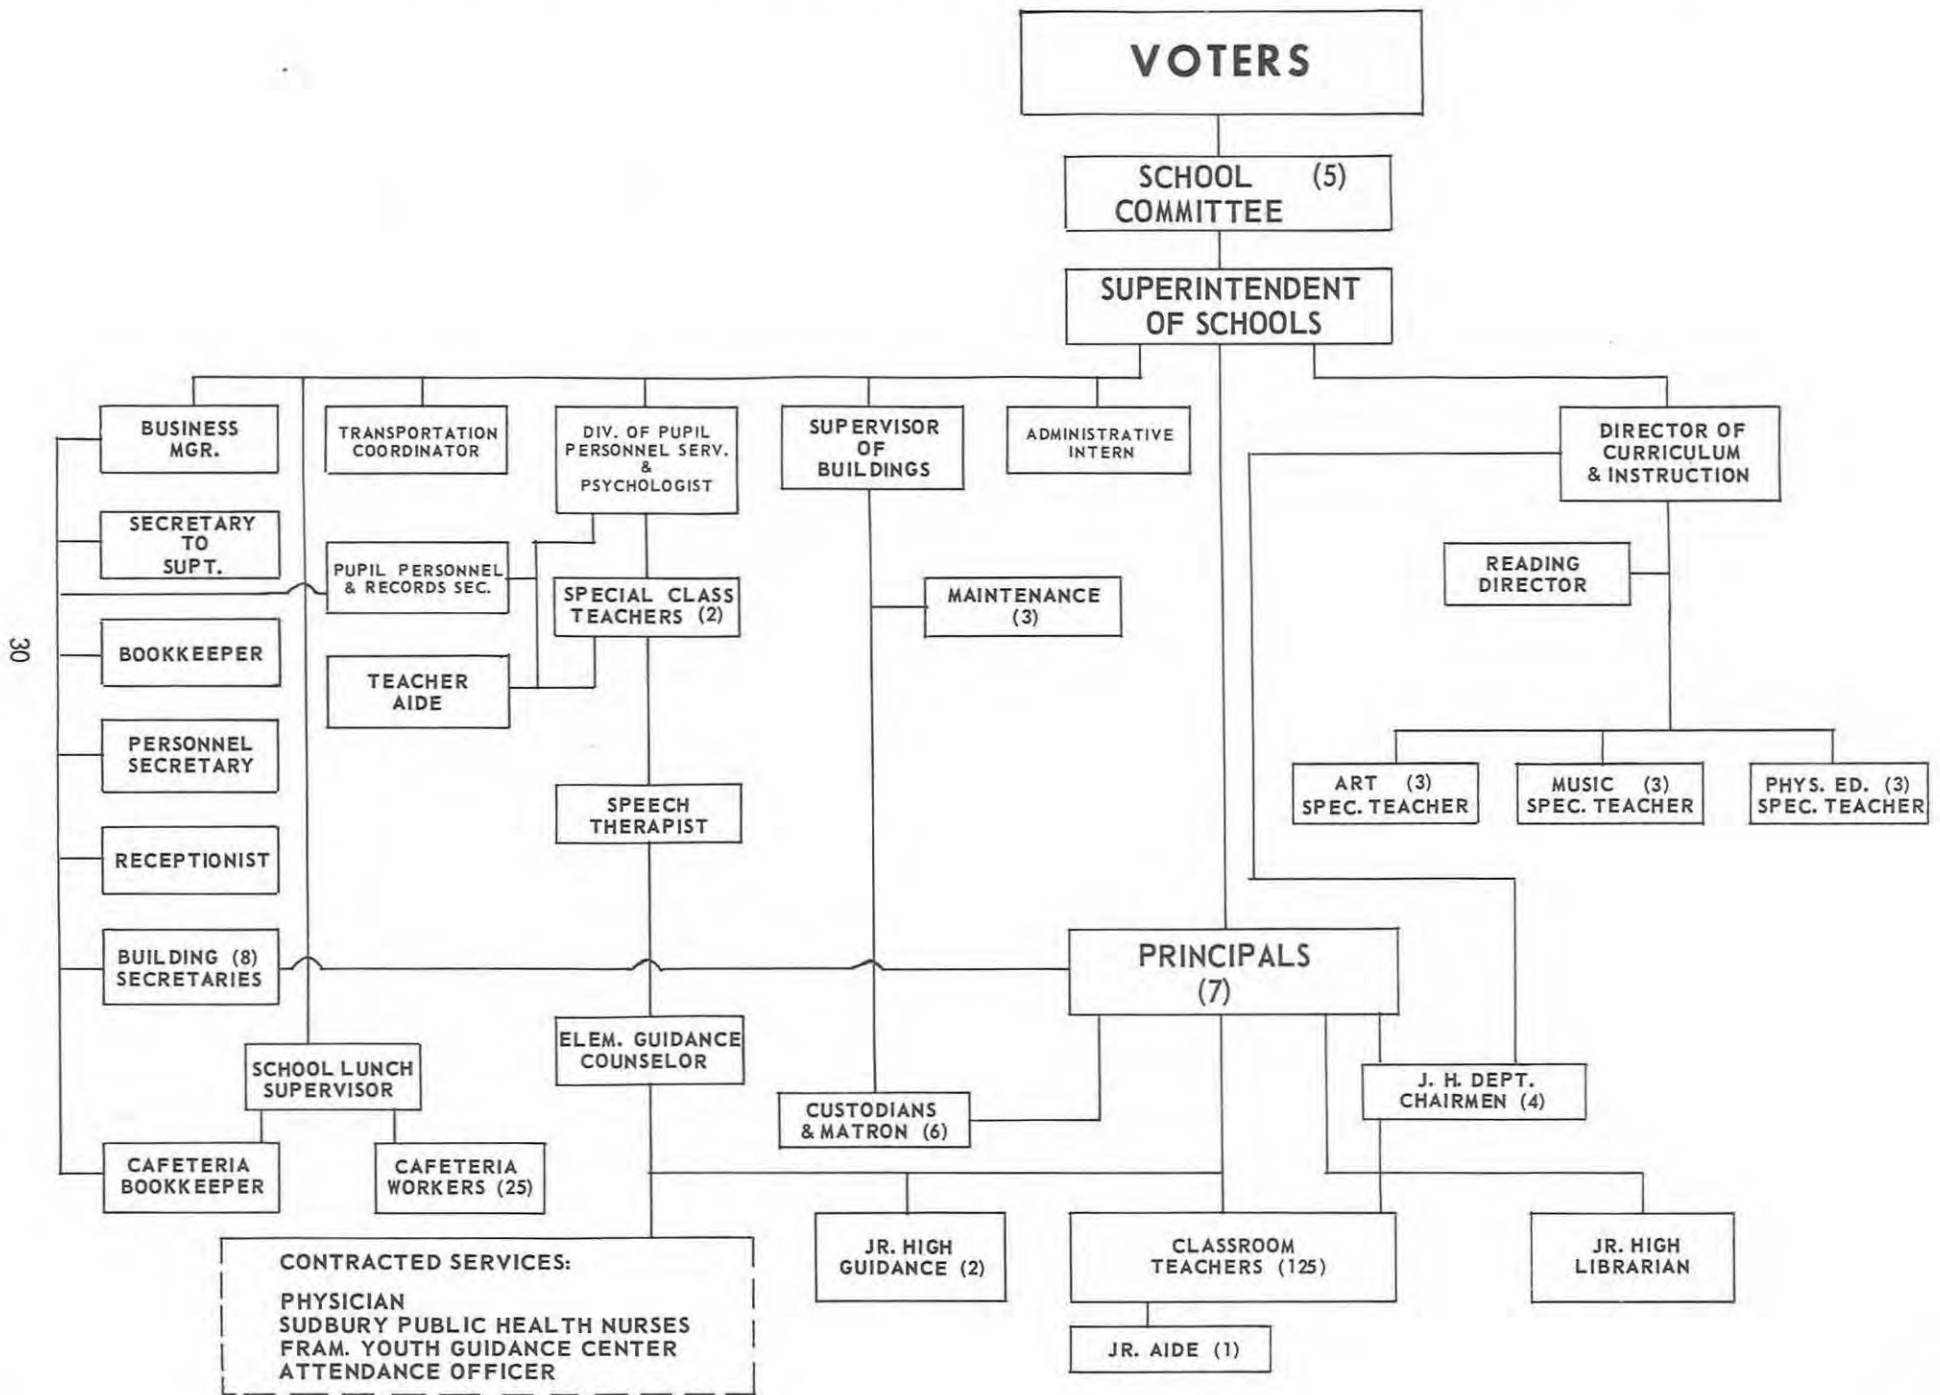 VOTERS
SCHOOL (5)
COMMITTEE
SUPERINTENDENT
OF SCHOOLS
BUSINESS
MGR.
TRANSPORTATION
COORDINATOR
DIV. OF PUPIL
PERSONNEL SERV.
&
PSYCHOLOGIST
SUPERVISOR
OF
BUILDINGS
ADMINISTRATIVE
INTERN
DIRECTOR OF
CURRICULUM
& INSTRUCTION
SECRETARY
TO
SUPT.
PUPIL PERSONNEL
& RECORDS SEC.
SPECIAL CLASS
TEACHERS (2)
MAINTENANCE
(3)
READING
DIRECTOR
BOOKKEEPER
TEACHER
AIDE
30
PERSONNEL
SECRETARY
SPEECH
THERAPIST
ART (3)
SPEC. TEACHER
MUSIC (3)
SPEC. TEACHER
PHYS. ED. (3)
SPEC. TEACHER
RECEPTIONIST
BUILDING (8)
SECRETARIES
PRINCIPALS
(7)
SCHOOL LUNCH
SUPERVISOR
ELEM. GUIDANCE
COUNSELOR
CUSTODIANS
& MATRON (6)
J. H. DEPT.
CHAIRMEN (4)
CAFETERIA
BOOKKEEPER
CAFETERIA
WORKERS (25)
CONTRACTED SERVICES:
PHYSICIAN
SUDBURY PUBLIC HEALTH NURSES
FRAM. YOUTH GUIDANCE CENTER
ATTENDANCE OFFICER
JR. HIGH
GUIDANCE (2)
CLASSROOM
TEACHERS (125)
JR. HIGH
LIBRARIAN
JR. AIDE (1)